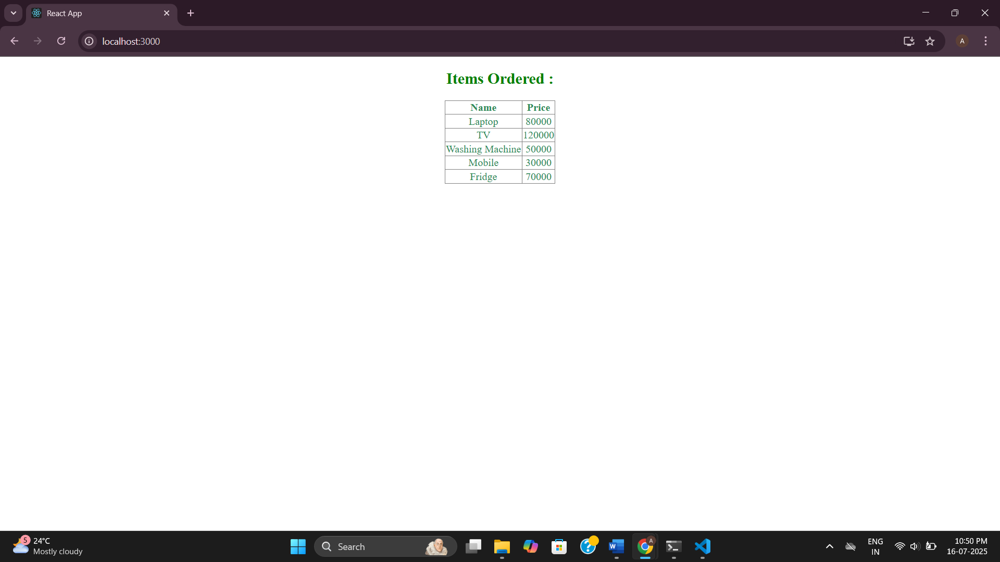 React App
localhost:3000
A
Items Ordered :
Name Price
Laptop 80000
TV 120000
Washing Machine 50000
Mobile 30000
Fridge 70000
5
24°C
Mostly cloudy
Search
W
A
ENG
IN
10:50 PM
16-07-2025